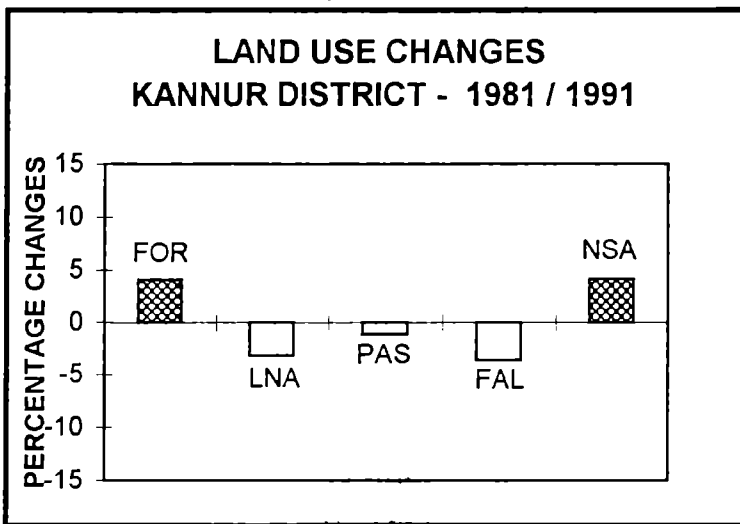 LAND USE CHANGES
KANNUR DISTRICT - 1981 / 1991
PERCENTAGE CHANGES
15
10
5
0
-5
-10
-15
FOR
LNA
PAS
FAL
NSA